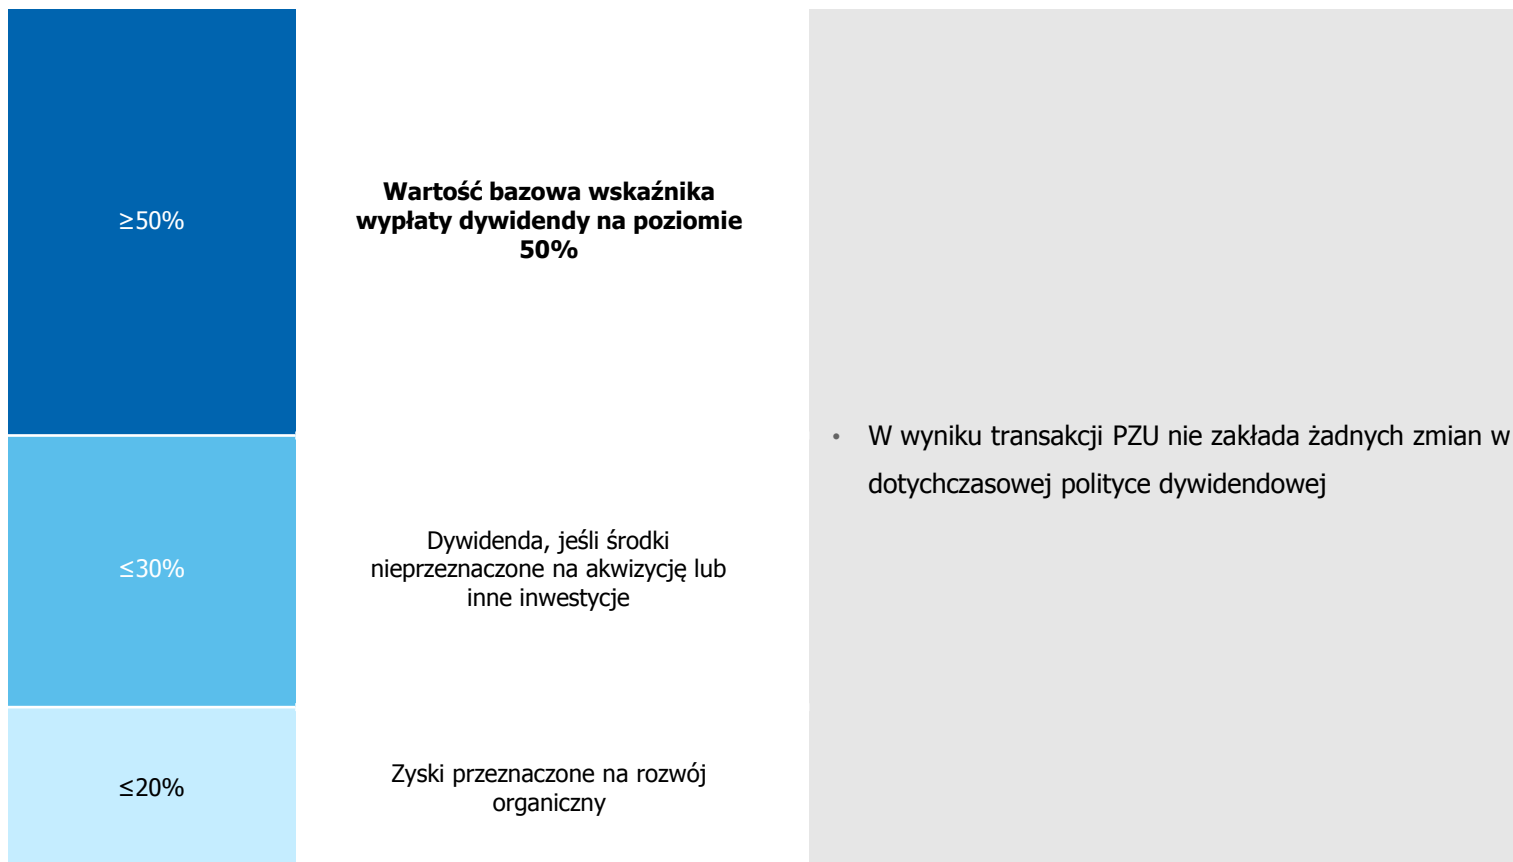 ≥50%
Wartość bazowa wskaźnika
wypłaty dywidendy na poziomie
50%
≤30%
Dywidenda, jeśli środki
nieprzeznaczone na akwizycję lub
inne inwestycje
≤20%
Zyski przeznaczone na rozwój
organiczny
• W wyniku transakcji PZU nie zakłada żadnych zmian w
dotychczasowej polityce dywidendowej